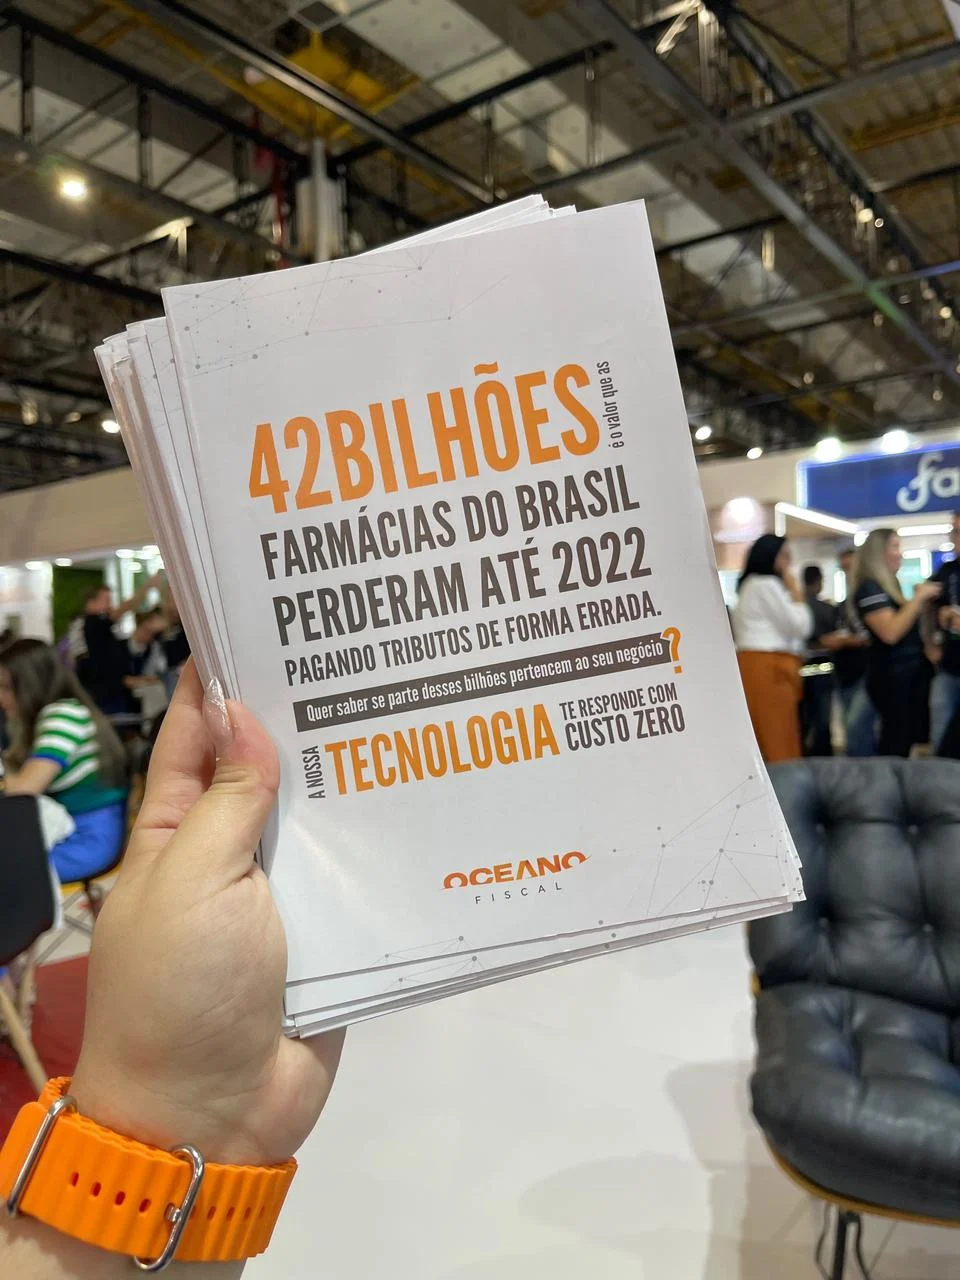 42BILHÕES
é o valor que as
FARMÁCIAS DO BRASIL
PERDERAM ATÉ 2022
PAGANDO TRIBUTOS DE FORMA ERRADA.
Quer saber se parte desses bilhões pertencem ao seu negócio?
A NOSSA
TECNOLOGIA
TE RESPONDE COM
CUSTO ZERO
OCEANO
FISCAL
fa